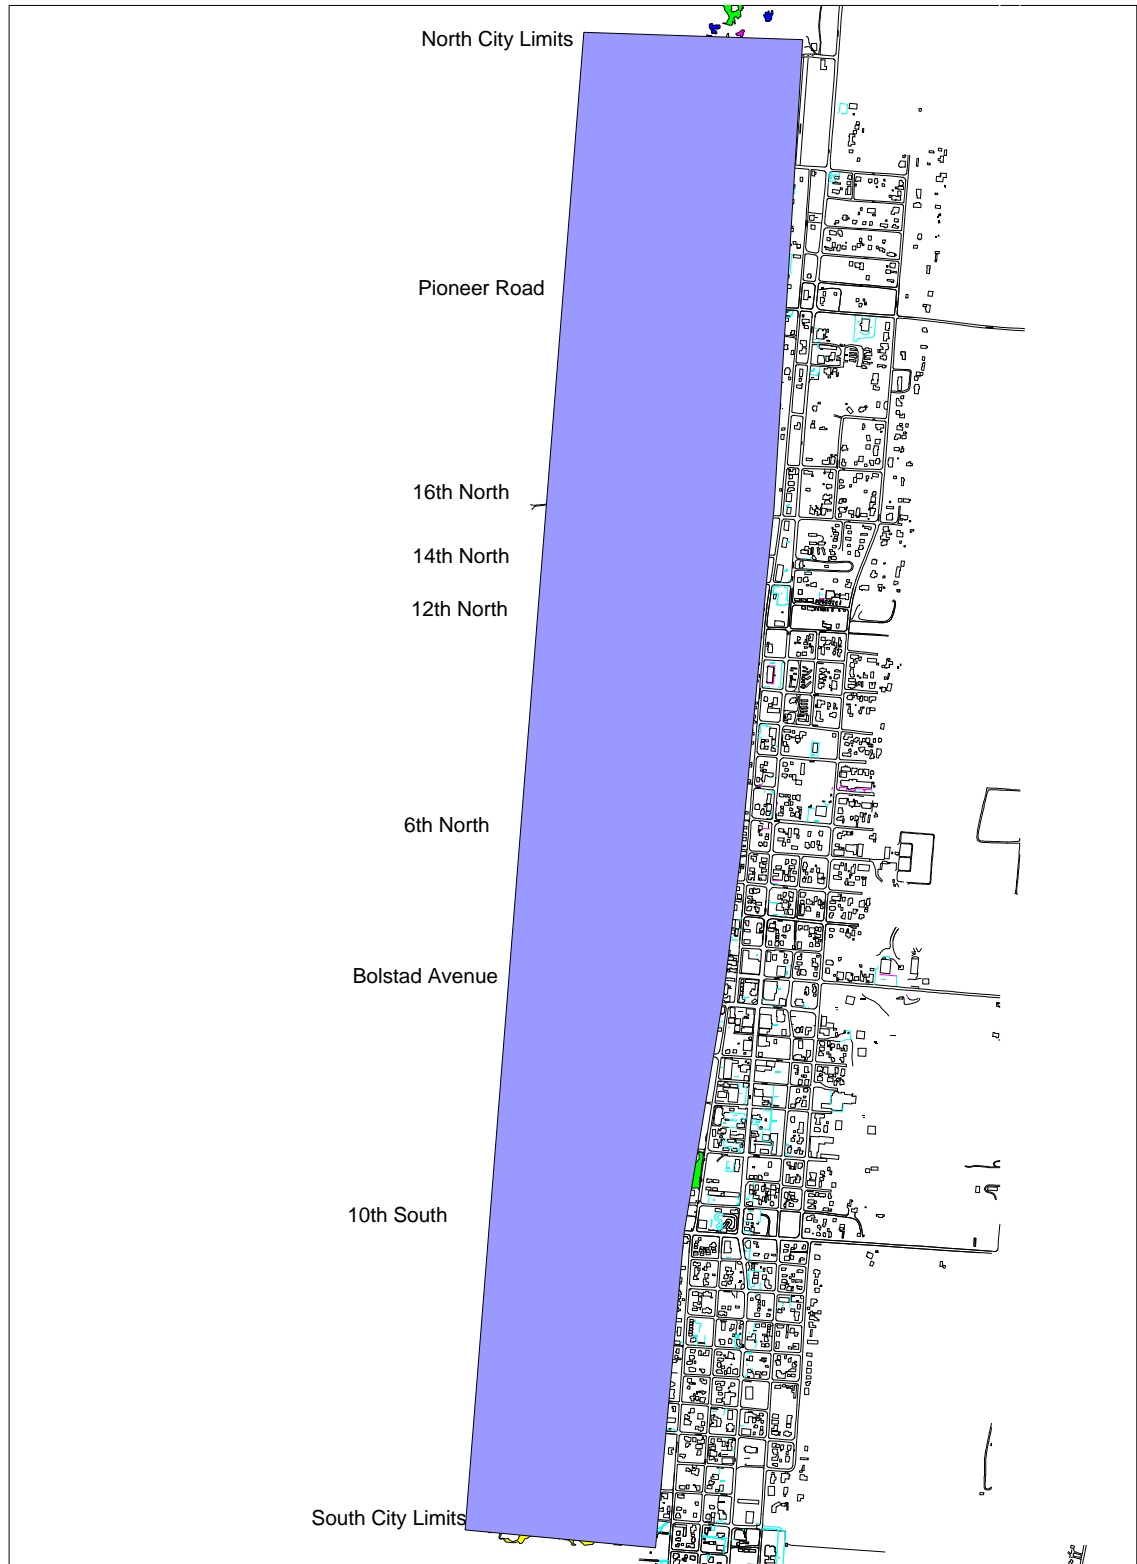 North City Limits
Pioneer Road
16th North
14th North
12th North
6th North
Bolstad Avenue
10th South
South City Limits